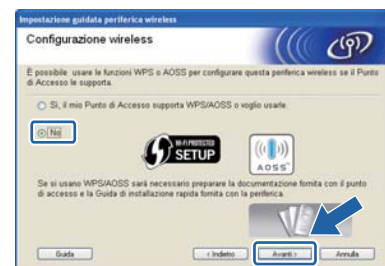 Impostazione guidata periferica wireless
Configurazione wireless
È possibile usare le funzioni WPS o AOSS per configurare questa periferica wireless se il Punto
di Accesso le supporta.
Sì, il mio Punto di Accesso supporta WPS/AOSS o voglio usarle.
No
WI-FI PROTECTED
SETUP
AOSS
Se si usano WPS/AOSS sarà necessario preparare la documentazione fornita con il punto
di accesso e la Guida di installazione rapida fornita con la periferica.
Guida
< Indietro
Avanti >
Annulla